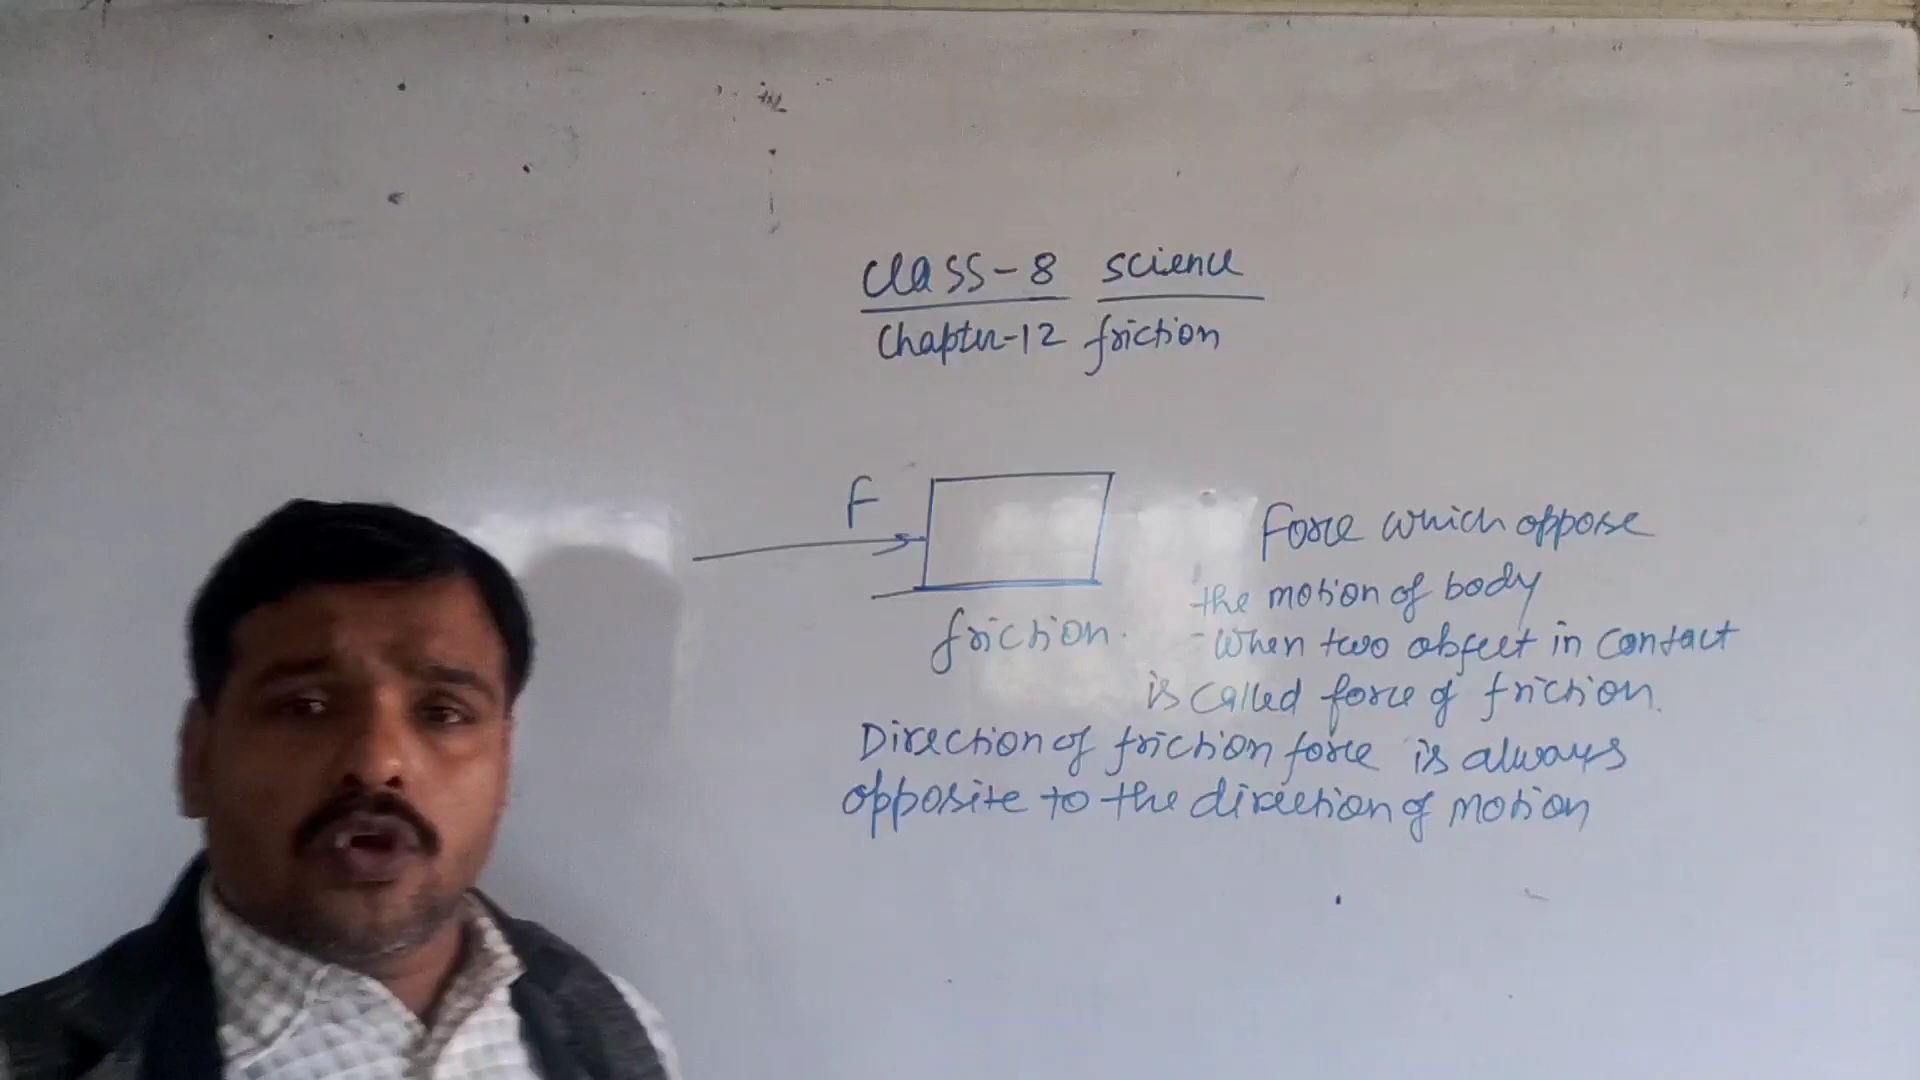 Class-8 science
Chapter-12 friction
F
Force which oppose
the motion of body
- When two object in contact
friction.
is called force of friction.
Direction of friction force is always
opposite to the direction of motion